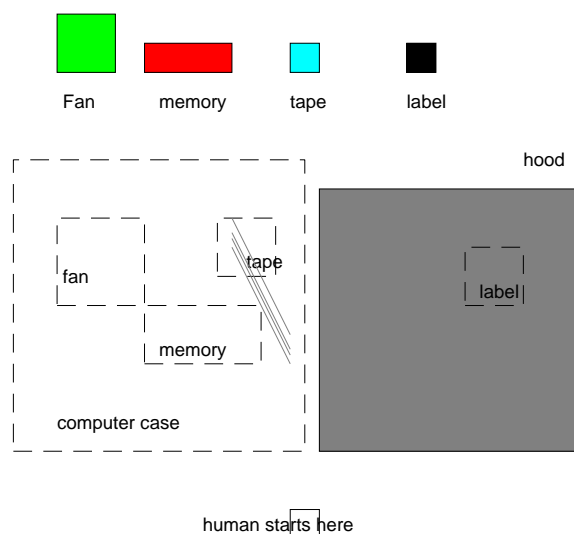 Fan
memory
tape
label
hood
fan
tape
label
memory
computer case
human starts here